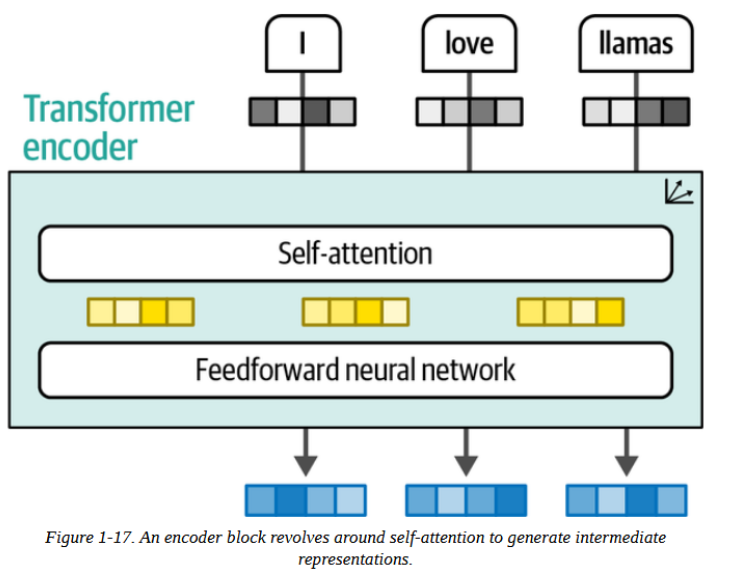 I
love
llamas
Transformer
encoder
Self-attention
Feedforward neural network
Figure 1-17. An encoder block revolves around self-attention to generate intermediate
representations.